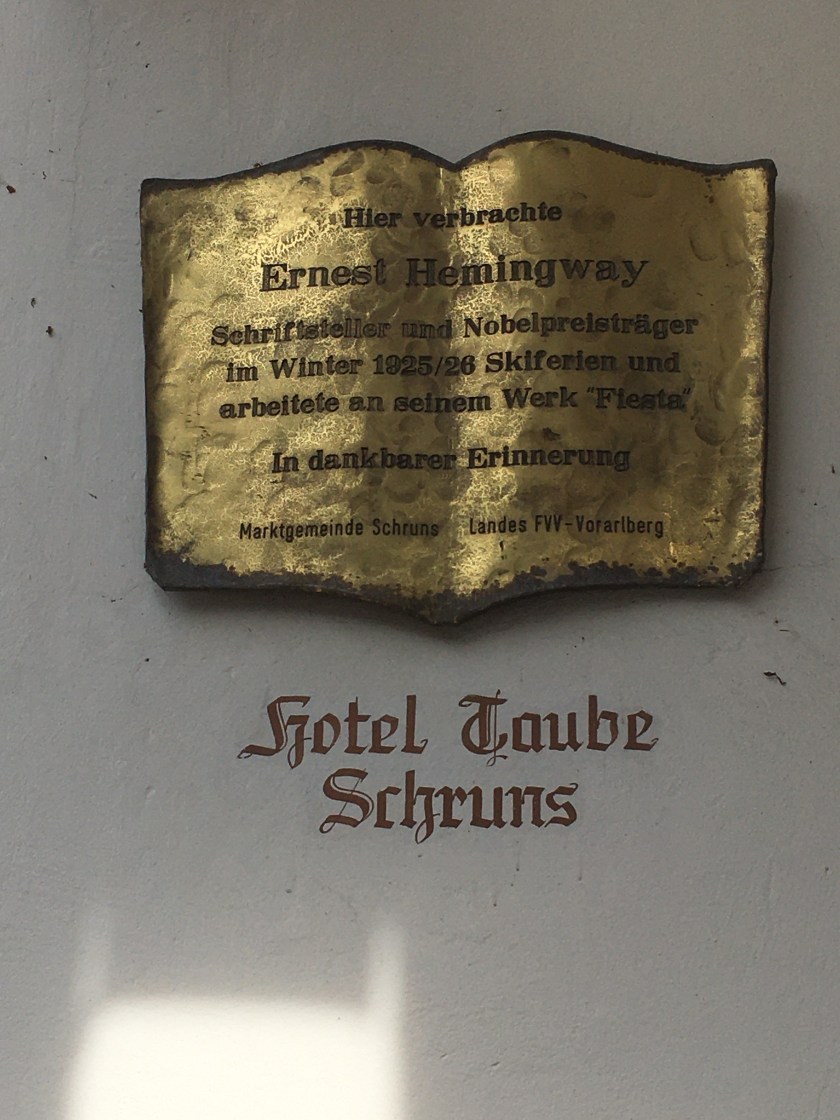 Hier verbrachte
Ernest Hemingway
Schriftsteller und Nobelpreisträger
im Winter 1925/26 Skiferien und
arbeitete an seinem Werk "Fiesta"
In dankbarer Erinnerung
Marktgemeinde Schruns Landes FVV-Vorarlberg
Hotel Taube
Schruns